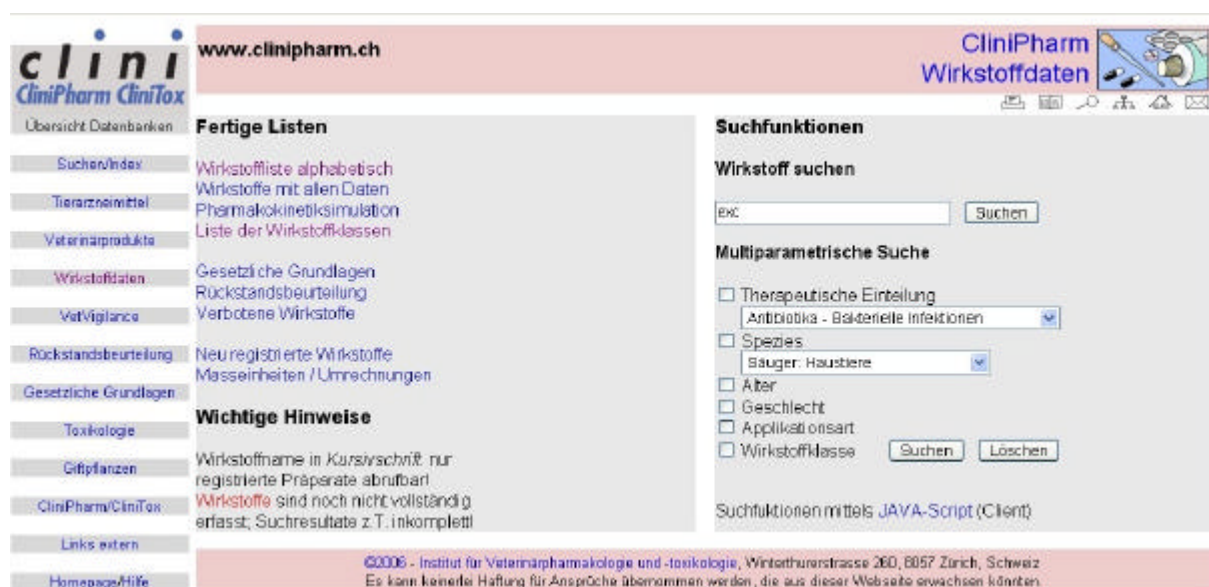 clini
CliniPharm CliniTox
www.clinipharm.ch
CliniPharm
Wirkstoffdaten
Übersicht Datenbanken
Suchen/Index
Tierarzneimittel
Veterinärprodukte
Wirkstoffdaten
VetVigilance
Rückstandsbeurteilung
Gesetzliche Grundlagen
Toxikologie
Giftpflanzen
CliniPharm/CliniTox
Links extern
Homepage/Hilfe
Fertige Listen
Wirkstoffliste alphabetisch
Wirkstoffe mit allen Daten
Pharmakokinetiksimulation
Liste der Wirkstoffklassen
Gesetzliche Grundlagen
Rückstandsbeurteilung
Verbotene Wirkstoffe
Neu registrierte Wirkstoffe
Masseinheiten / Umrechnungen
Wichtige Hinweise
Wirkstoffname in Kursivschrift: nur
registrierte Präparate abrufbar!
Wirkstoffe sind noch nicht vollständig
erfasst; Suchresultate z.T. inkomplett!
Suchfunktionen
Wirkstoff suchen
exc Suchen
Multiparametrische Suche
Therapeutische Einteilung
Antibiotika - Bakterielle Infektionen
Spezies
Säuger: Haustiere
Alter
Geschlecht
Applikationsart
Wirkstoffklasse Suchen Löschen
Suchfuktionen mittels JAVA-Script (Client)
©2006 - Institut für Veterinärpharmakologie und -toxikologie, Winterthurerstrasse 260, 8057 Zürich, Schweiz
Es kann keinerlei Haftung für Ansprüche übernommen werden, die aus dieser Webseite erwachsen könnten.